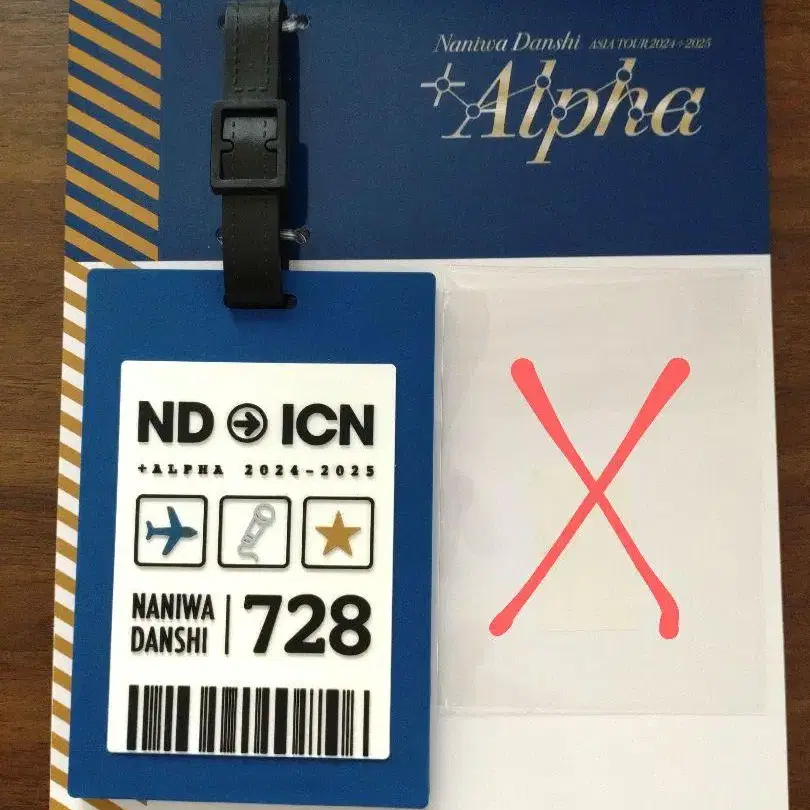 Naniwa Danshi ASIA TOUR 2024-2025
+Alpha
ND → ICN
+ALPHA 2024-2025
NANIWA
DANSHI
728